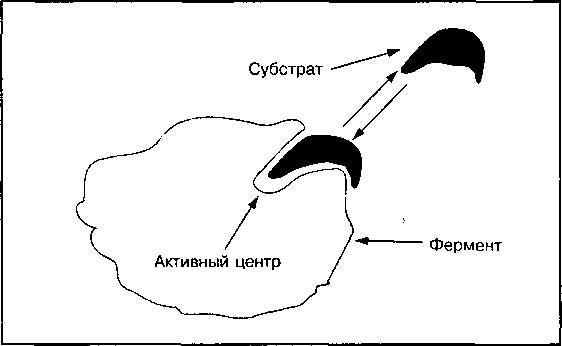 Субстрат
Фермент
Активный центр